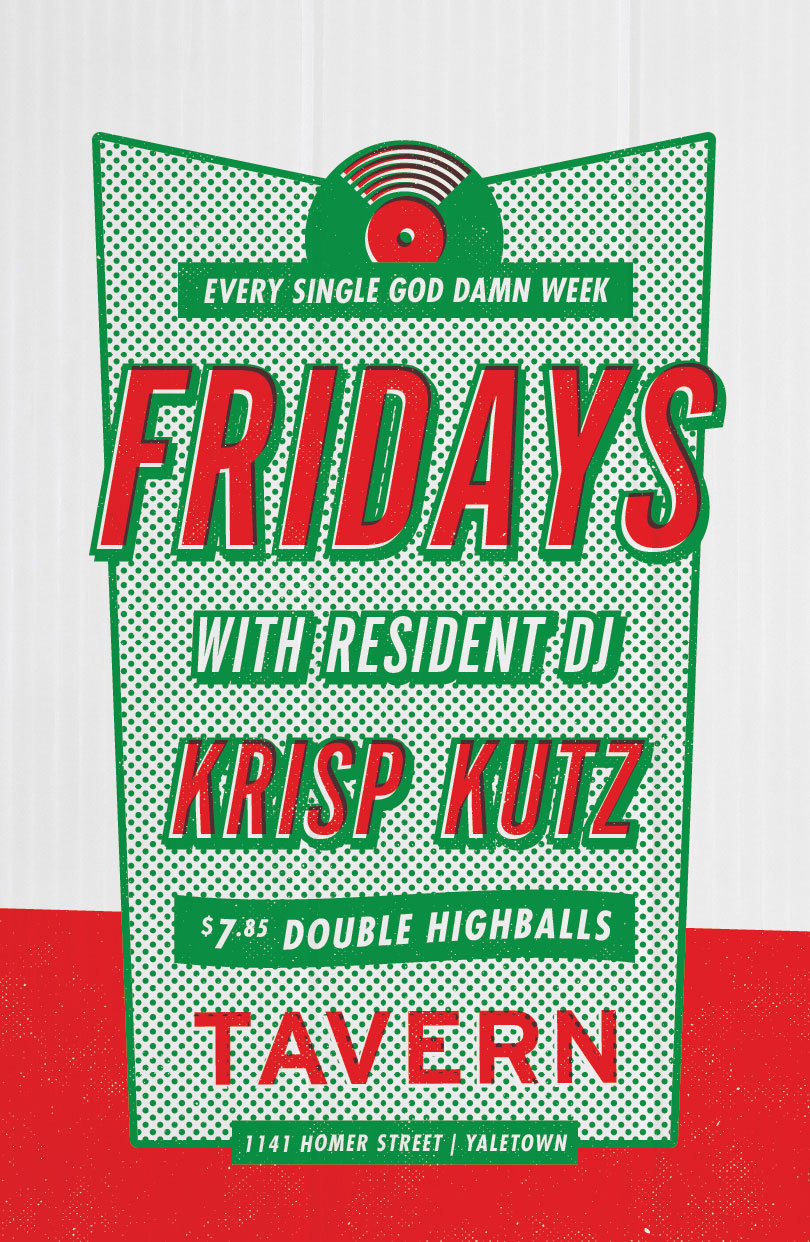 EVERY SINGLE GOD DAMN WEEK
FRIDAYS
WITH RESIDENT DJ
KRISP KUTZ
$7.85 DOUBLE HIGHBALLS
TAVERN
1141 HOMER STREET | YALETOWN